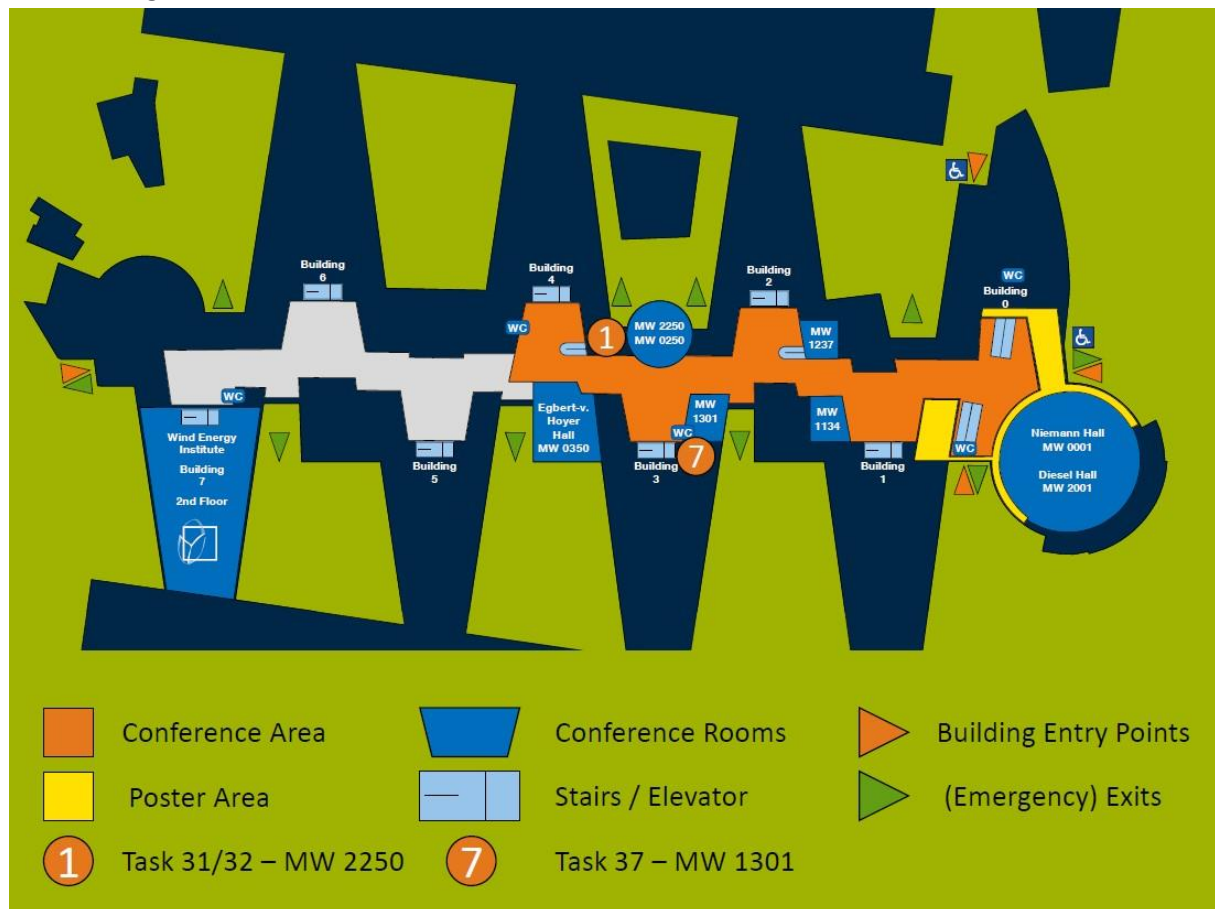 Building
6
Building
4
Building
2
WC
Building
0
WC
1
MW 2250
MW 0250
MW
1237
WC
Wind Energy
Institute
Building
7
2nd Floor
Building
5
Egbert-v.
Hoyer
Hall
MW 0350
MW
1301
WC
7
Building
3
MW
1134
Building
1
WC
Niemann Hall
MW 0001
Diesel Hall
MW 2001
Conference Area
Conference Rooms
Building Entry Points
Poster Area
Stairs / Elevator
(Emergency) Exits
1 Task 31/32 – MW 2250
7 Task 37 – MW 1301